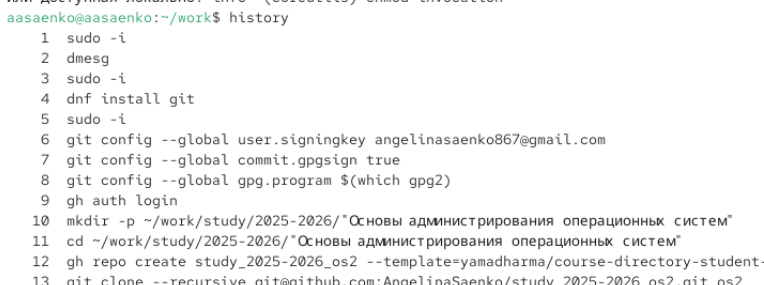 или доступная локально: info '(coreutils) chmod invocation'
aasaenko@aasaenko:~/work$ history
1 sudo -i
2 dmesg
3 sudo -i
4 dnf install git
5 sudo -i
6 git config --global user.signingkey angelinasaenko867@gmail.com
7 git config --global commit.gpgsign true
8 git config --global gpg.program $(which gpg2)
9 gh auth login
10 mkdir -p ~/work/study/2025-2026/"Основы администрирования операционных систем"
11 cd ~/work/study/2025-2026/"Основы администрирования операционных систем"
12 gh repo create study_2025-2026_os2 --template=yamadharma/course-directory-student-
13 git clone --recursive git@github.com:AngelinaSaenko/study_2025-2026_os2.git os2